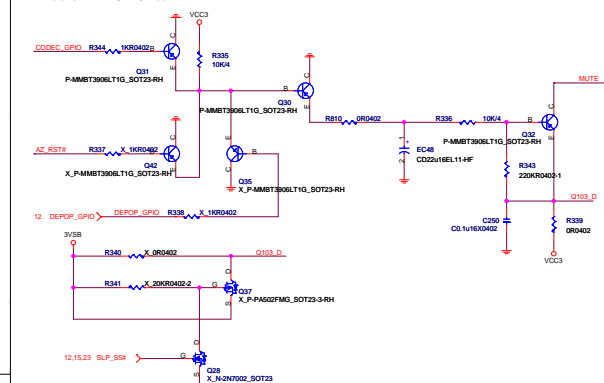 VCC3
CODEC_GPIO R344 1KR0402 B C E
Q31
P-MMBT3906LT1G_SOT23-RH
R335
10K/4
C
Q30 B E
P-MMBT3906LT1G_SOT23-RH
MUTE
C
R810 0R0402
R336 10K/4 B E
P-MMBT3906LT1G_SOT23-RH Q32
AZ_RST# R337 X_1KR0402 B C E
Q42
X_P-MMBT3906LT1G_SOT23-RH
E B C
Q35
X_P-MMBT3906LT1G_SOT23-RH
1
+
2
EC48
CD22u16EL11-HF
R343
220KR0402-1
Q103_D
12 DEPOP_GPIO DEPOP_GPIO R338 X_1KR0402
C250
C0.1u16X0402
R339
0R0402
VCC3
3VSB
R340 X_0R0402 Q103_D
D
R341 X_20KR0402-2 G
Q37
X_P-PA502FMG_SOT23-3-RH
S
D
12,15,23 SLP_S5# G
Q28
S X_N-2N7002_SOT23